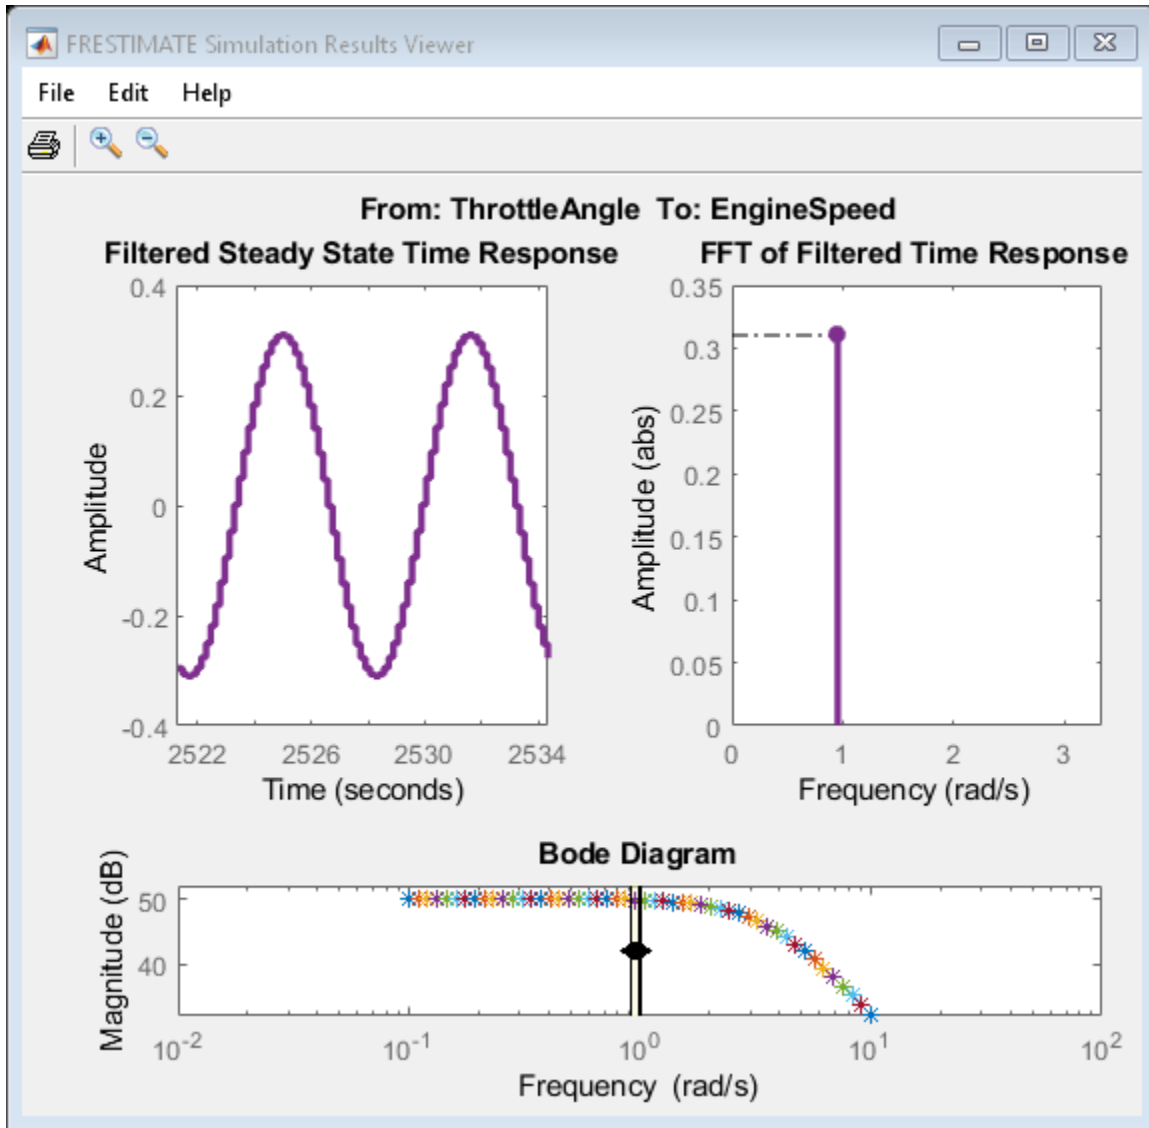 FRESTIMATE Simulation Results Viewer
File Edit Help
From: ThrottleAngle To: EngineSpeed
Filtered Steady State Time Response
0.4
0.2
0
-0.2
-0.4
Amplitude
2522 2526 2530 2534
Time (seconds)
FFT of Filtered Time Response
0.35
0.3
0.25
0.2
0.15
0.1
0.05
0
Amplitude (abs)
0 1 2 3
Frequency (rad/s)
Bode Diagram
Magnitude (dB)
50
40
10^-2 10^-1 10^0 10^1 10^2
Frequency (rad/s)